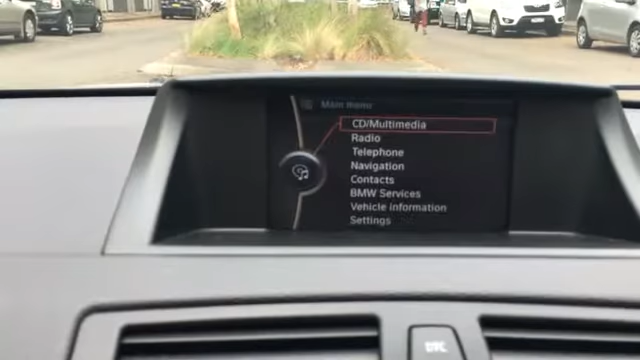 Main menu
CD/Multimedia
Radio
Telephone
Navigation
Contacts
BMW Services
Vehicle information
Settings